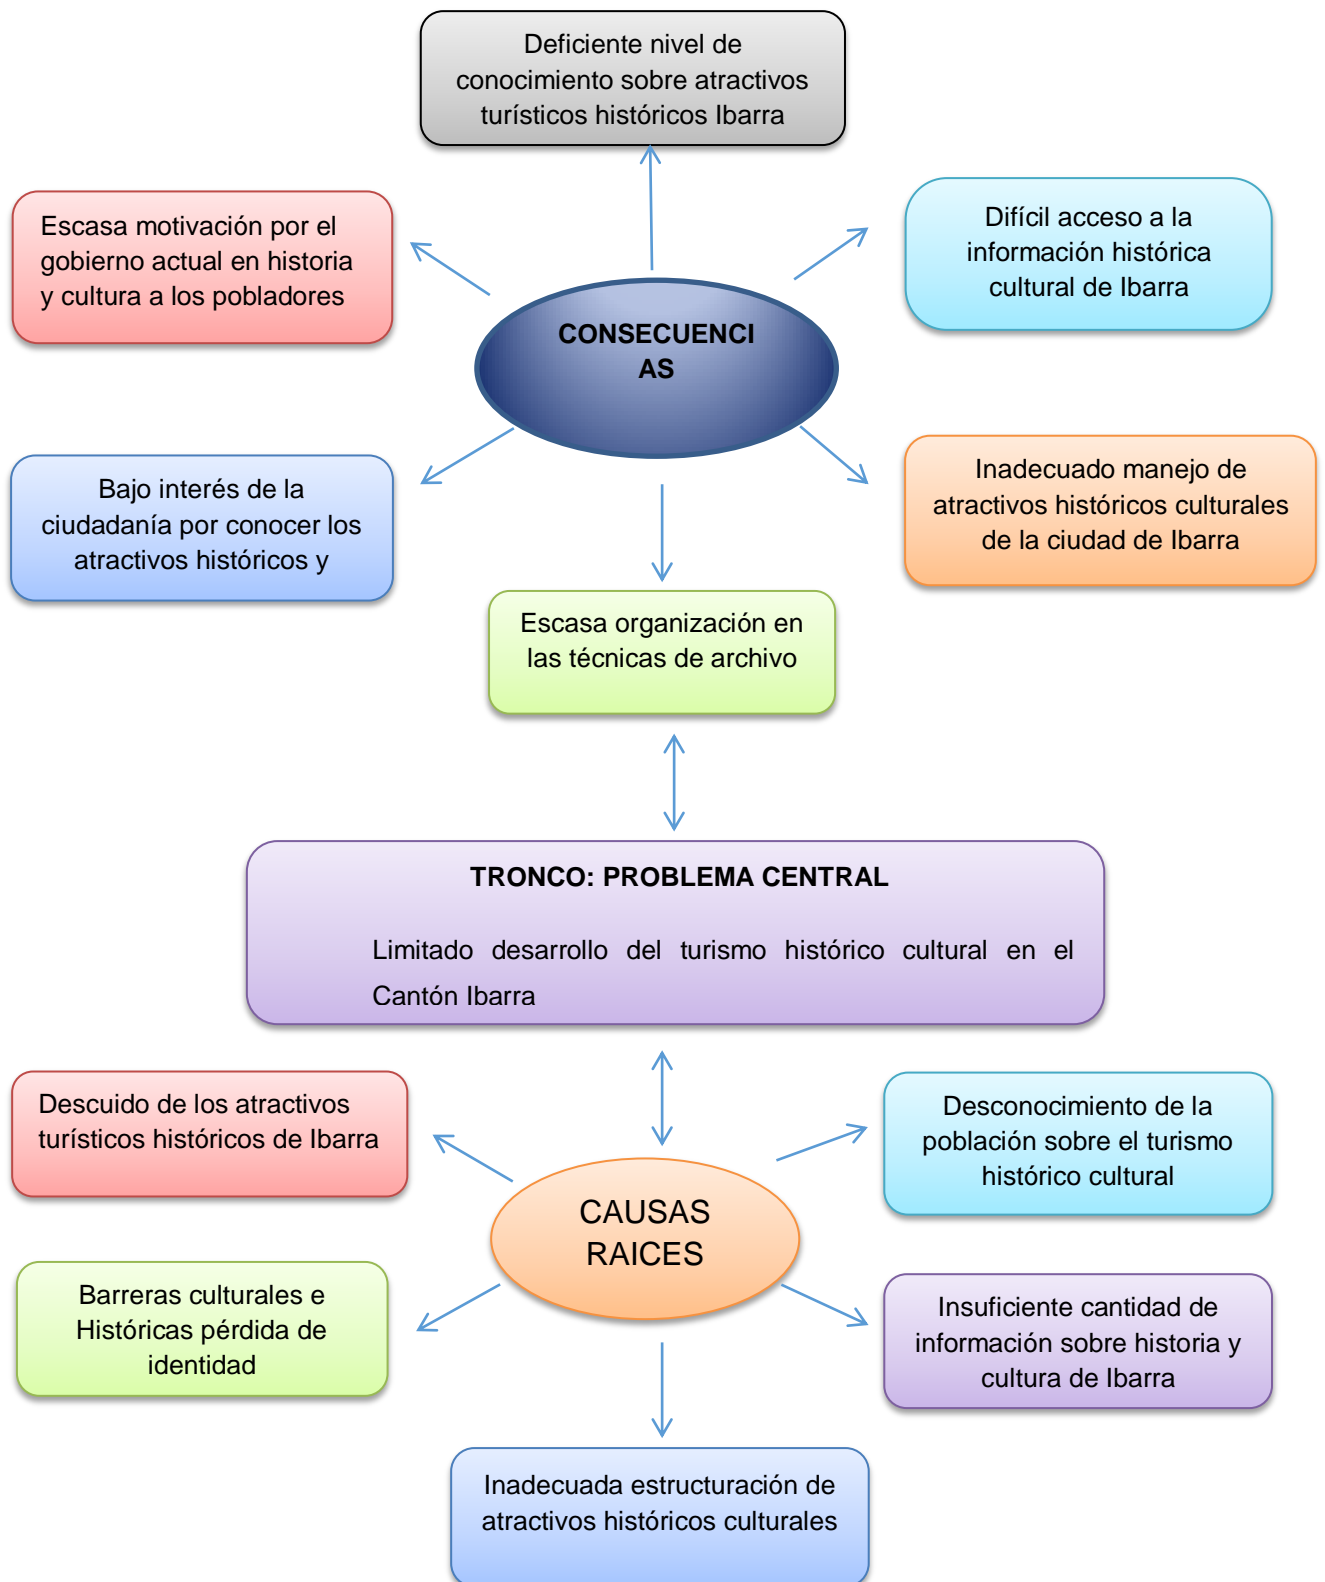 Deficiente nivel de
conocimiento sobre atractivos
turísticos históricos Ibarra
Escasa motivación por el
gobierno actual en historia
y cultura a los pobladores
Difícil acceso a la
información histórica
cultural de Ibarra
CONSECUENCI
AS
Bajo interés de la
ciudadanía por conocer los
atractivos históricos y
Inadecuado manejo de
atractivos históricos culturales
de la ciudad de Ibarra
Escasa organización en
las técnicas de archivo
TRONCO: PROBLEMA CENTRAL
Limitado desarrollo del turismo histórico cultural en el
Cantón Ibarra
Descuido de los atractivos
turísticos históricos de Ibarra
Desconocimiento de la
población sobre el turismo
histórico cultural
CAUSAS
RAICES
Barreras culturales e
Históricas pérdida de
identidad
Insuficiente cantidad de
información sobre historia y
cultura de Ibarra
Inadecuada estructuración de
atractivos históricos culturales